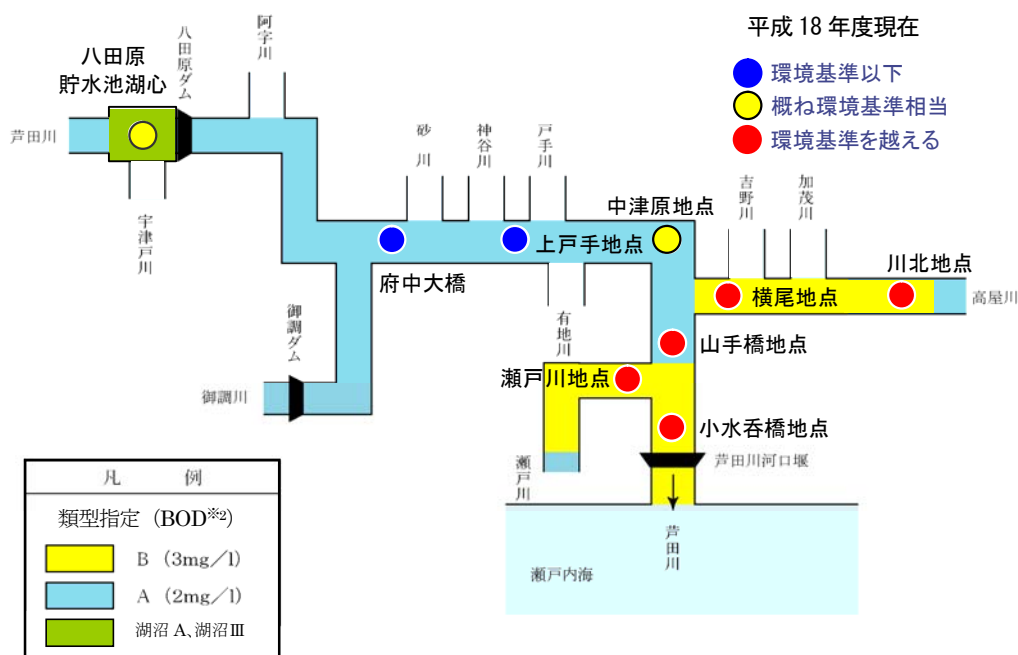 平成 18 年度現在
環境基準以下
概ね環境基準相当
環境基準を越える
八田原
貯水池湖心
八田原ダム
阿字川
芦田川
宇津戸川
砂川
神谷川
戸手川
中津原地点
上戸手地点
府中大橋
吉野川
加茂川
川北地点
横尾地点
高屋川
御調ダム
御調川
有地川
山手橋地点
瀬戸川地点
小水呑橋地点
芦田川河口堰
瀬戸川
芦田川
瀬戸内海
凡 例
類型指定(BOD※2)
B (3mg/l)
A (2mg/l)
湖沼 A、湖沼Ⅲ